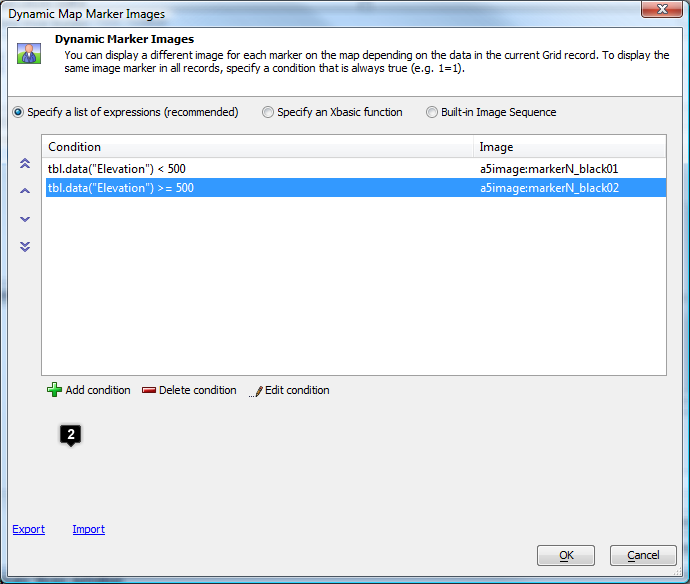 Dynamic Map Marker Images
Dynamic Marker Images
You can display a different image for each marker on the map depending on the data in the current Grid record. To display the
same image marker in all records, specify a condition that is always true (e.g. 1=1).
Specify a list of expressions (recommended) Specify an Xbasic function Built-in Image Sequence
Condition Image
tbl.data("Elevation") < 500 a5image:markerN_black01
tbl.data("Elevation") >= 500 a5image:markerN_black02
Add condition Delete condition Edit condition
2
Export Import
OK Cancel